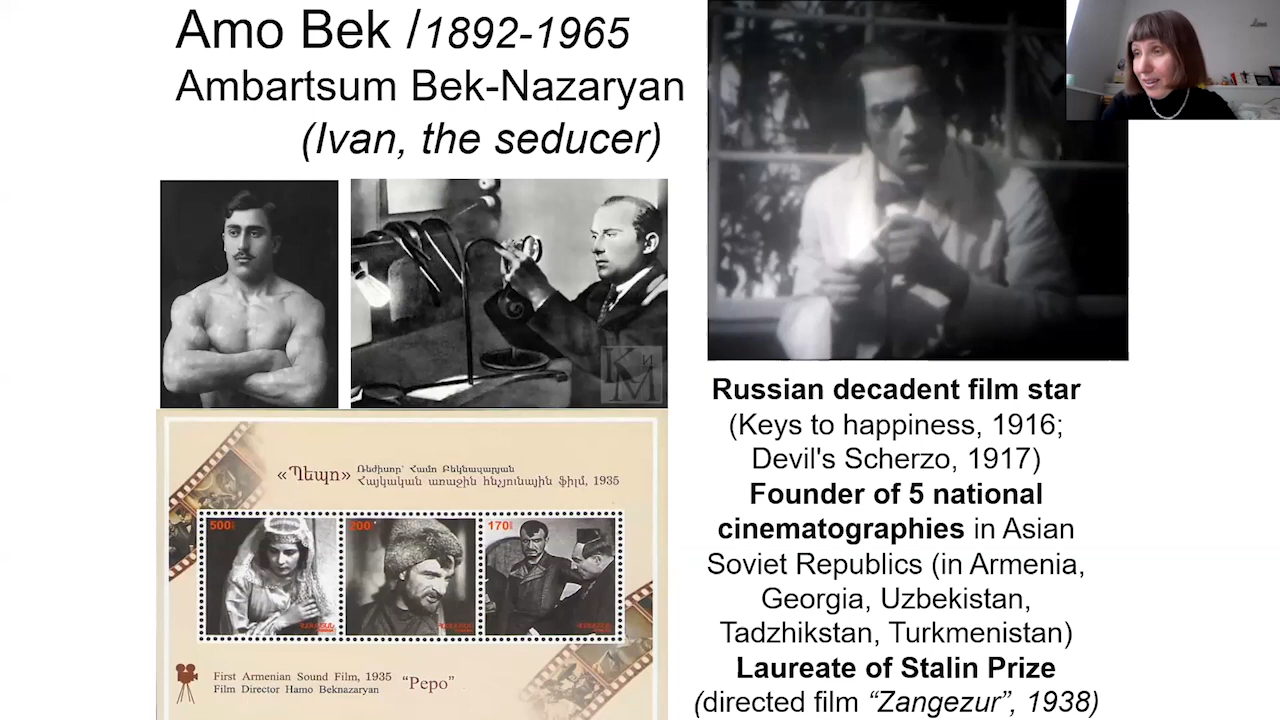 Amo Bek /1892-1965
Ambartsum Bek-Nazaryan
(Ivan, the seducer)
К и М
«Պեպո»
Ռեժիսոր՝ Համո Բեկնազարյան
Հայկական առաջին հնչյունային ֆիլմ, 1935
500
200
170
First Armenian Sound Film, 1935
Film Director Hamo Beknazaryan
“Pepo”
Russian decadent film star
(Keys to happiness, 1916;
Devil's Scherzo, 1917)
Founder of 5 national
cinematographies in Asian
Soviet Republics (in Armenia,
Georgia, Uzbekistan,
Tadzhikstan, Turkmenistan)
Laureate of Stalin Prize
(directed film “Zangezur”, 1938)